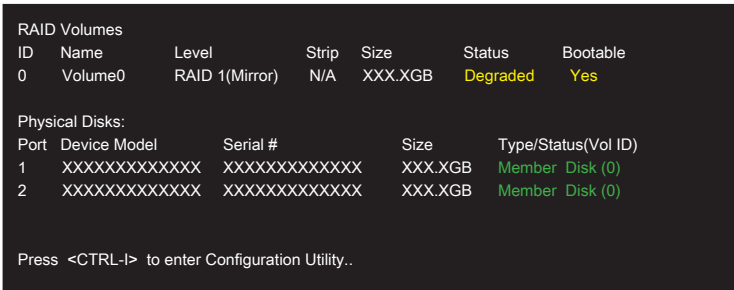 RAID Volumes
ID Name Level Strip Size Status Bootable
0 Volume0 RAID 1(Mirror) N/A XXX.XGB Degraded Yes
Physical Disks:
Port Device Model Serial # Size Type/Status(Vol ID)
1 XXXXXXXXXXXXX XXXXXXXXXXXXX XXX.XGB Member Disk (0)
2 XXXXXXXXXXXXX XXXXXXXXXXXXX XXX.XGB Member Disk (0)
Press <CTRL-I> to enter Configuration Utility..